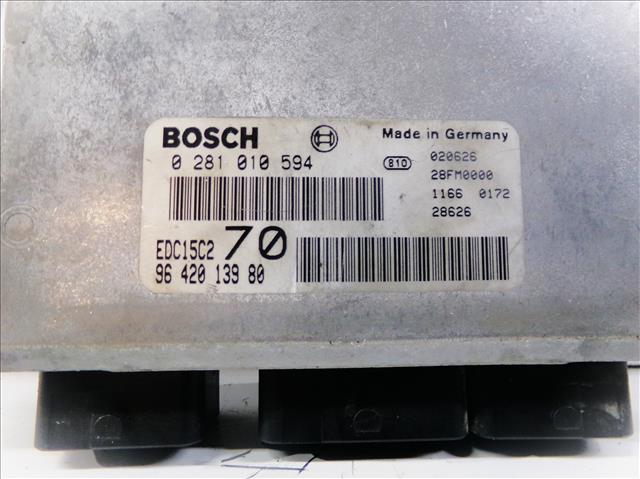 BOSCH
Made in Germany
0 281 010 594
810
020626
28FM0000
1166 0172
28626
EDC15C2 70
96 420 139 80